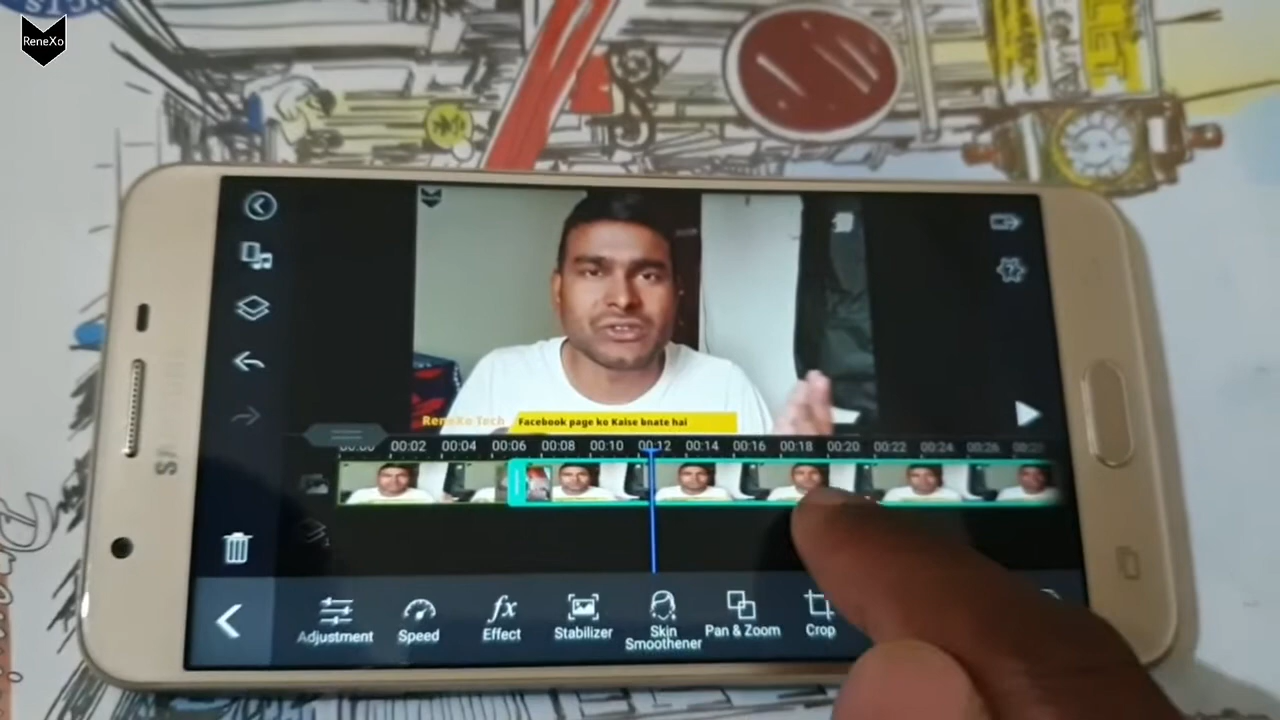 ReneXo
ReneXo Tech
Facebook page ko Kaise bnate hai
00:02 00:04 00:06 00:08 00:10 00:12 00:14 00:16 00:18 00:20 00:22 00:24 00:26
Adjustment
Speed
Effect
Stabilizer
Skin Smoothener
Pan & Zoom
Crop